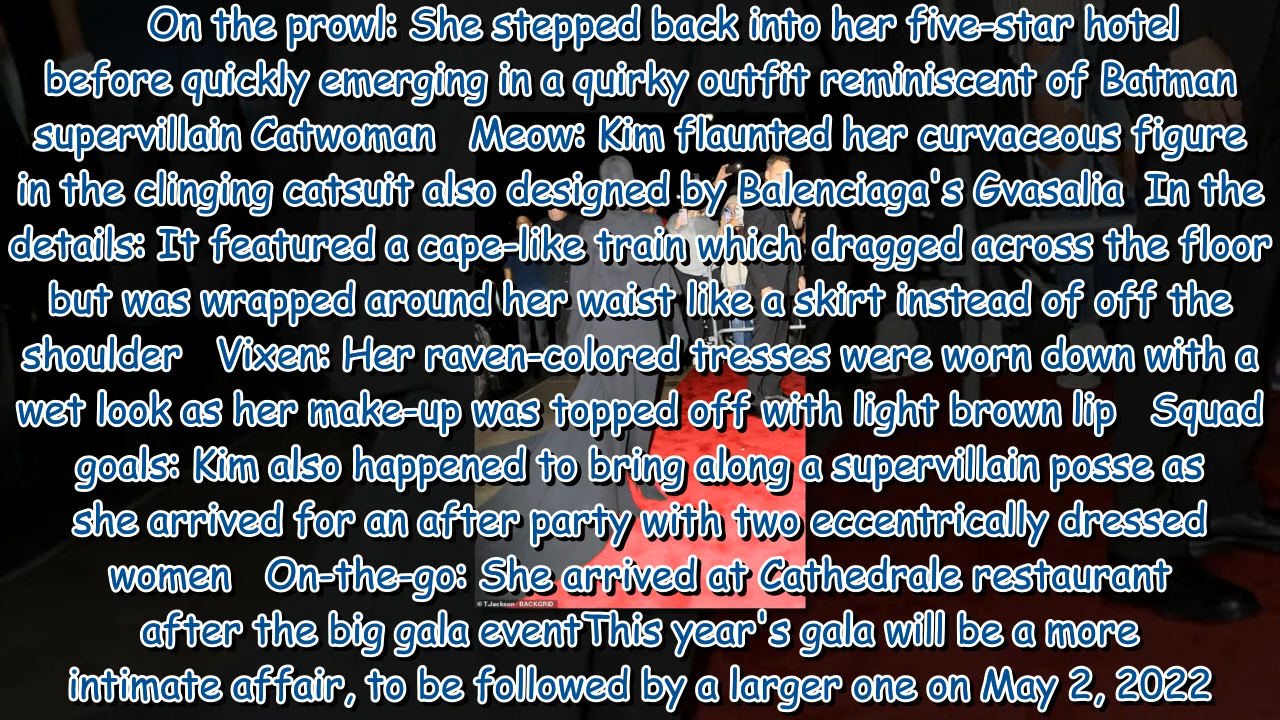 On the prowl: She stepped back into her five-star hotel
before quickly emerging in a quirky outfit reminiscent of Batman
supervillain Catwoman   Meow: Kim flaunted her curvaceous figure
in the clinging catsuit also designed by Balenciaga's Gvasalia  In the
details: It featured a cape-like train which dragged across the floor
but was wrapped around her waist like a skirt instead of off the
shoulder   Vixen: Her raven-colored tresses were worn down with a
wet look as her make-up was topped off with light brown lip   Squad
goals: Kim also happened to bring along a supervillain posse as
she arrived for an after party with two eccentrically dressed
women   On-the-go: She arrived at Cathedrale restaurant
© T.Jackson / BACKGRID
after the big gala eventThis year's gala will be a more
intimate affair, to be followed by a larger one on May 2, 2022